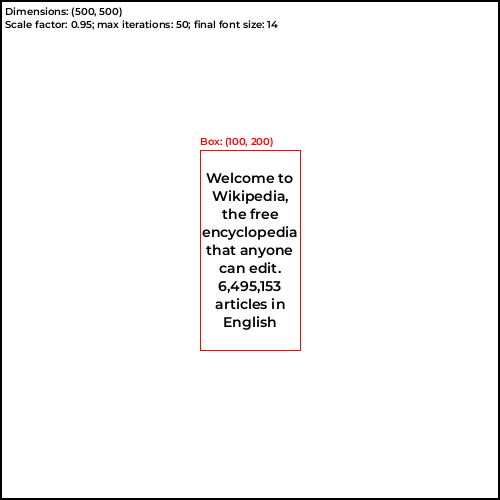 Dimensions: (500, 500)
Scale factor: 0.95; max iterations: 50; final font size: 14
Box: (100, 200)
Welcome to
Wikipedia,
the free
encyclopedia
that anyone
can edit.
6,495,153
articles in
English